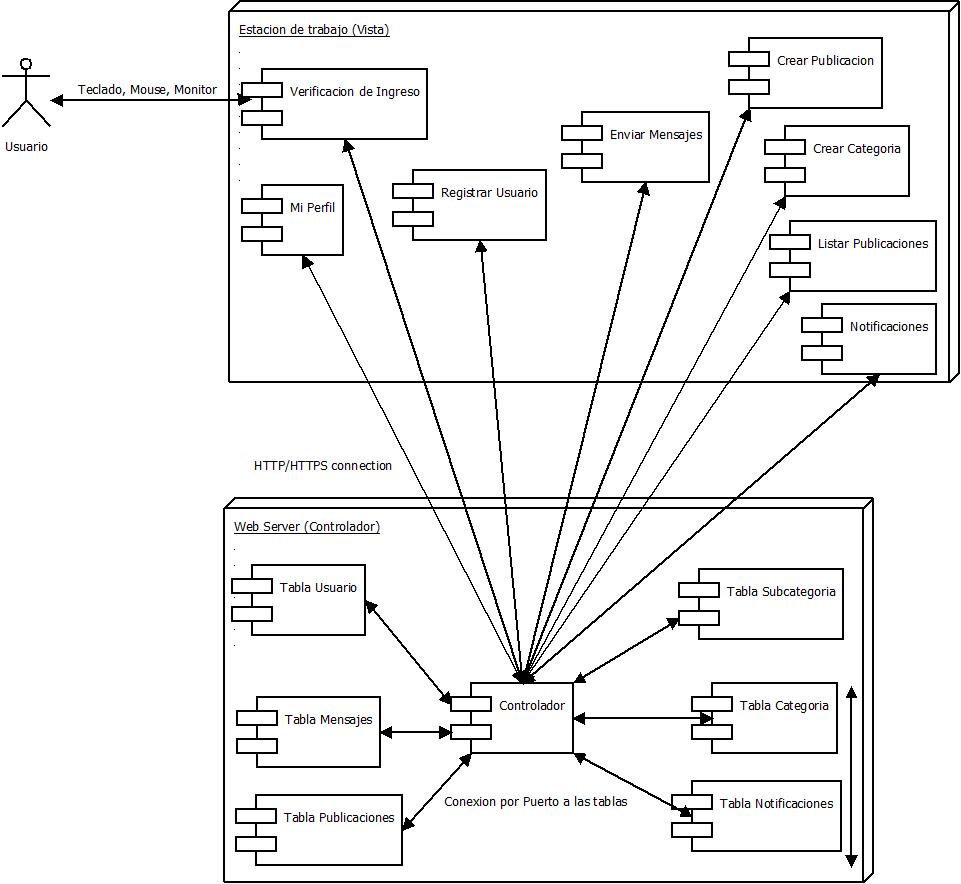 Estacion de trabajo (Vista)
Crear Publicacion
Teclado, Mouse, Monitor
Verificacion de Ingreso
Enviar Mensajes
Crear Categoria
Usuario
Mi Perfil
Registrar Usuario
Listar Publicaciones
Notificaciones
HTTP/HTTPS connection
Web Server (Controlador)
Tabla Usuario
Tabla Subcategoria
Tabla Mensajes
Controlador
Tabla Categoria
Tabla Publicaciones
Conexion por Puerto a las tablas
Tabla Notificaciones